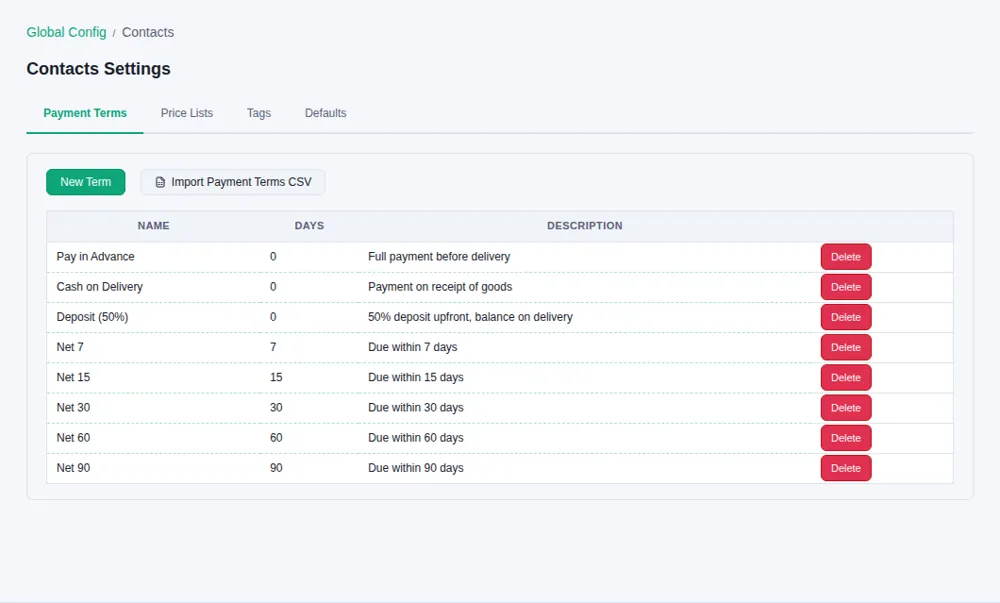 Global Config / Contacts
Contacts Settings
Payment Terms Price Lists Tags Defaults
New Term Import Payment Terms CSV
NAME DAYS DESCRIPTION
Pay in Advance 0 Full payment before delivery Delete
Cash on Delivery 0 Payment on receipt of goods Delete
Deposit (50%) 0 50% deposit upfront, balance on delivery Delete
Net 7 7 Due within 7 days Delete
Net 15 15 Due within 15 days Delete
Net 30 30 Due within 30 days Delete
Net 60 60 Due within 60 days Delete
Net 90 90 Due within 90 days Delete